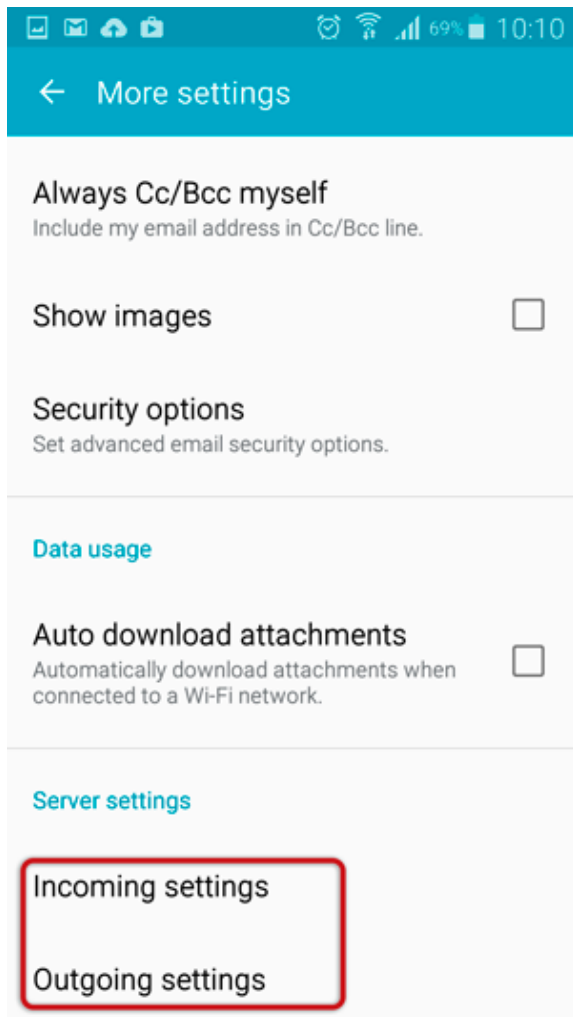 69% 10:10
More settings
Always Cc/Bcc myself
Include my email address in Cc/Bcc line.
Show images
Security options
Set advanced email security options.
Data usage
Auto download attachments
Automatically download attachments when
connected to a Wi-Fi network.
Server settings
Incoming settings
Outgoing settings